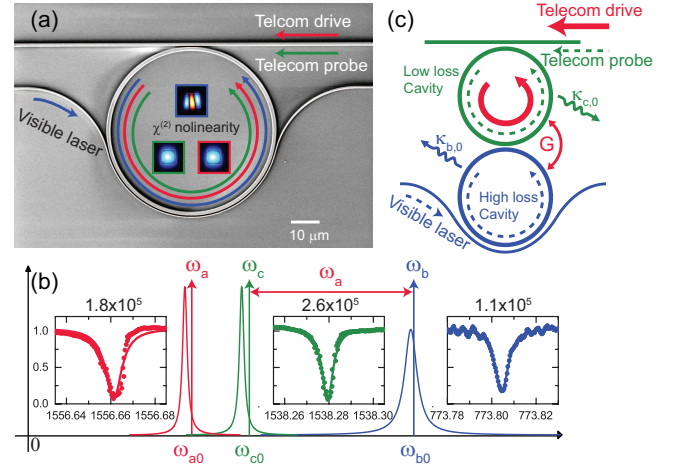 (a)
Telecom drive
Telecom probe
Visible laser
χ(2) nolinearity
10 μm
(c)
Telecom drive
Telecom probe
Low loss
Cavity
κc,0
G
κb,0
High loss
Cavity
Visible laser
(b)
ωa
ωc
ωa
ωb
1.8x10⁵
2.6x10⁵
1.1x10⁵
1.0
0.5
0.0
1556.64
1556.66
1556.68
1538.26
1538.28
1538.30
773.78
773.80
773.82
0
ωa0
ωc0
ωb0